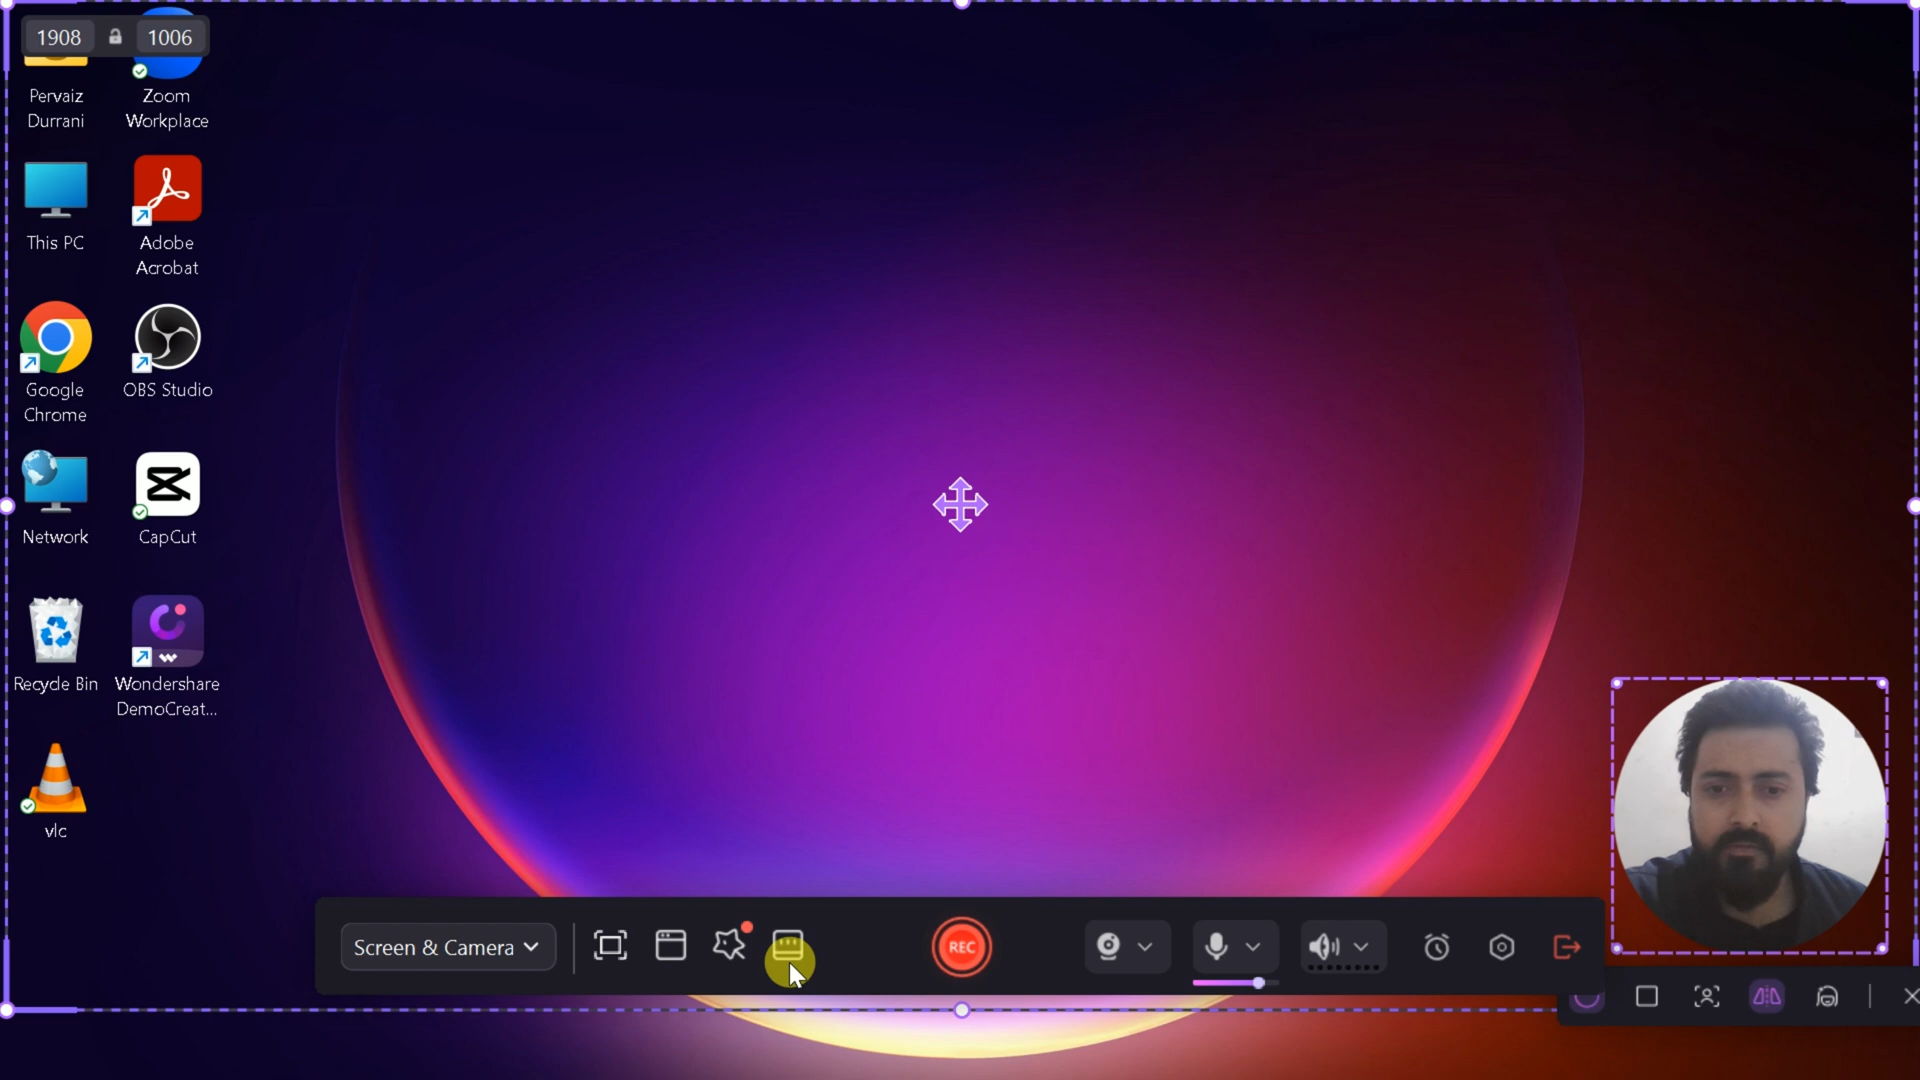 1908 1006
Pervaiz
Durrani
Zoom
Workplace
This PC
Adobe
Acrobat
Google
Chrome
OBS Studio
Network
CapCut
Recycle Bin
Wondershare
DemoCreat...
vlc
Screen & Camera
REC